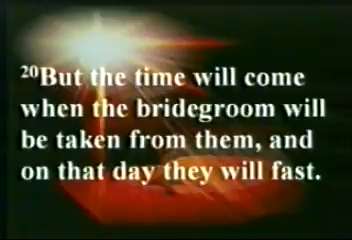 ²⁰But the time will come
when the bridegroom will
be taken from them, and
on that day they will fast.